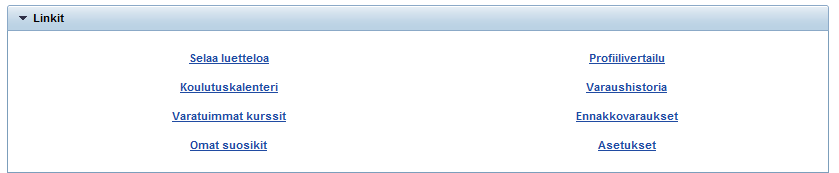 Linkit
Selaa luetteloa
Profiilivertailu
Koulutuskalenteri
Varaushistoria
Varatuimmat kurssit
Ennakkovaraukset
Omat suosikit
Asetukset